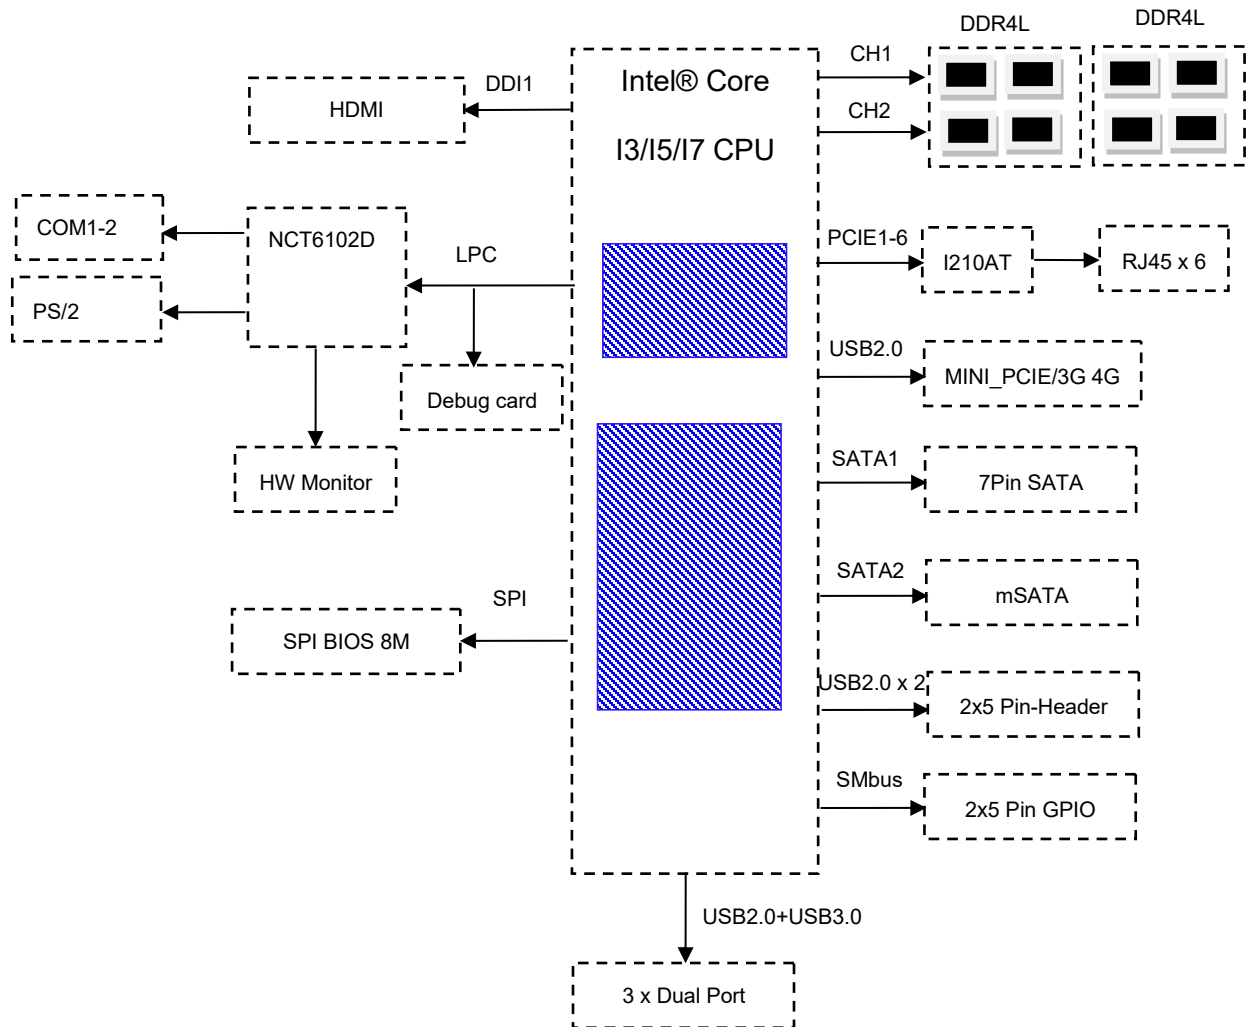 DDR4L
DDR4L
CH1
Intel® Core
DDI1
HDMI
CH2
I3/I5/I7 CPU
COM1-2
NCT6102D
PCIE1-6
LPC
I210AT
RJ45 x 6
PS/2
USB2.0
MINI_PCIE/3G 4G
Debug card
SATA1
HW Monitor
7Pin SATA
SATA2
SPI
mSATA
SPI BIOS 8M
USB2.0 x 2
2x5 Pin-Header
SMbus
2x5 Pin GPIO
USB2.0+USB3.0
3 x Dual Port